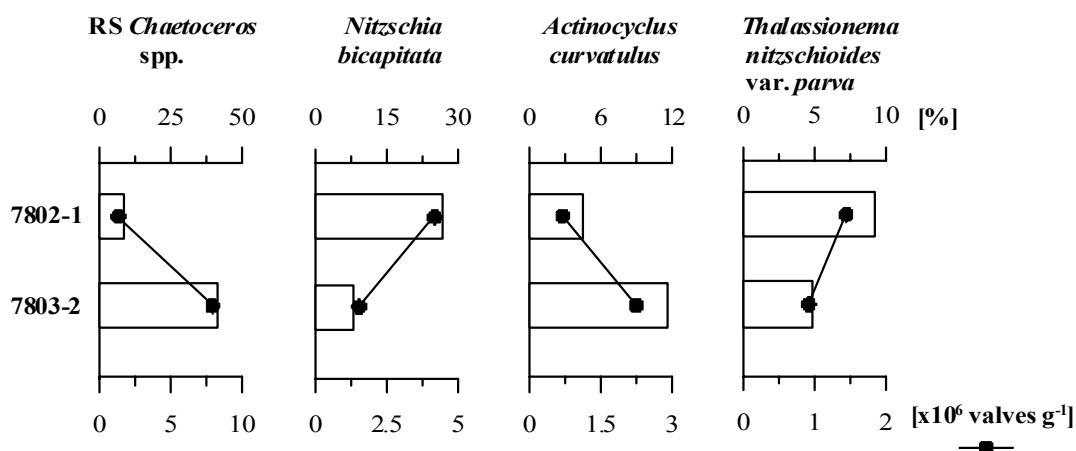 RS Chaetoceros spp.
Nitzschia bicapitata
Actinocyclus curvatulus
Thalassionema nitzschioides var. parva
0 25 50 0 15 30 0 6 12 0 5 10 [%]
7802-1
7803-2
0 5 10 0 2.5 5 0 1.5 3 0 1 2 [x10⁶ valves g⁻¹]